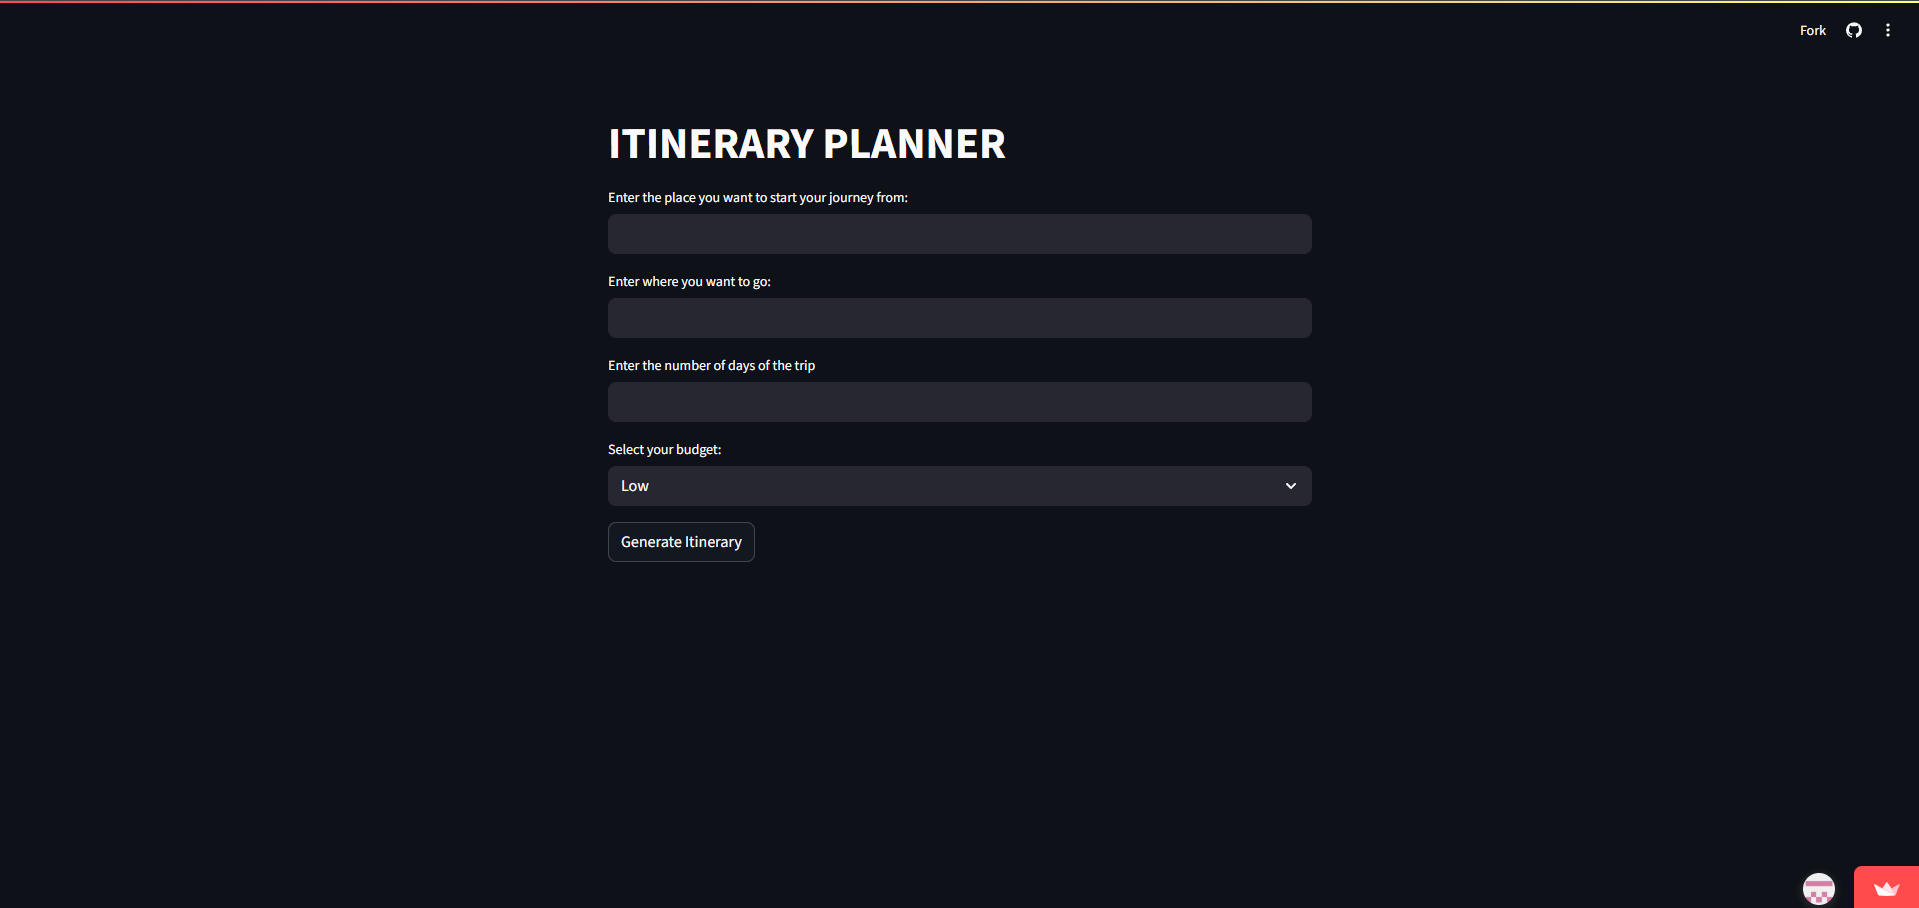 Fork
ITINERARY PLANNER
Enter the place you want to start your journey from:
Enter where you want to go:
Enter the number of days of the trip
Select your budget:
Low
Generate Itinerary